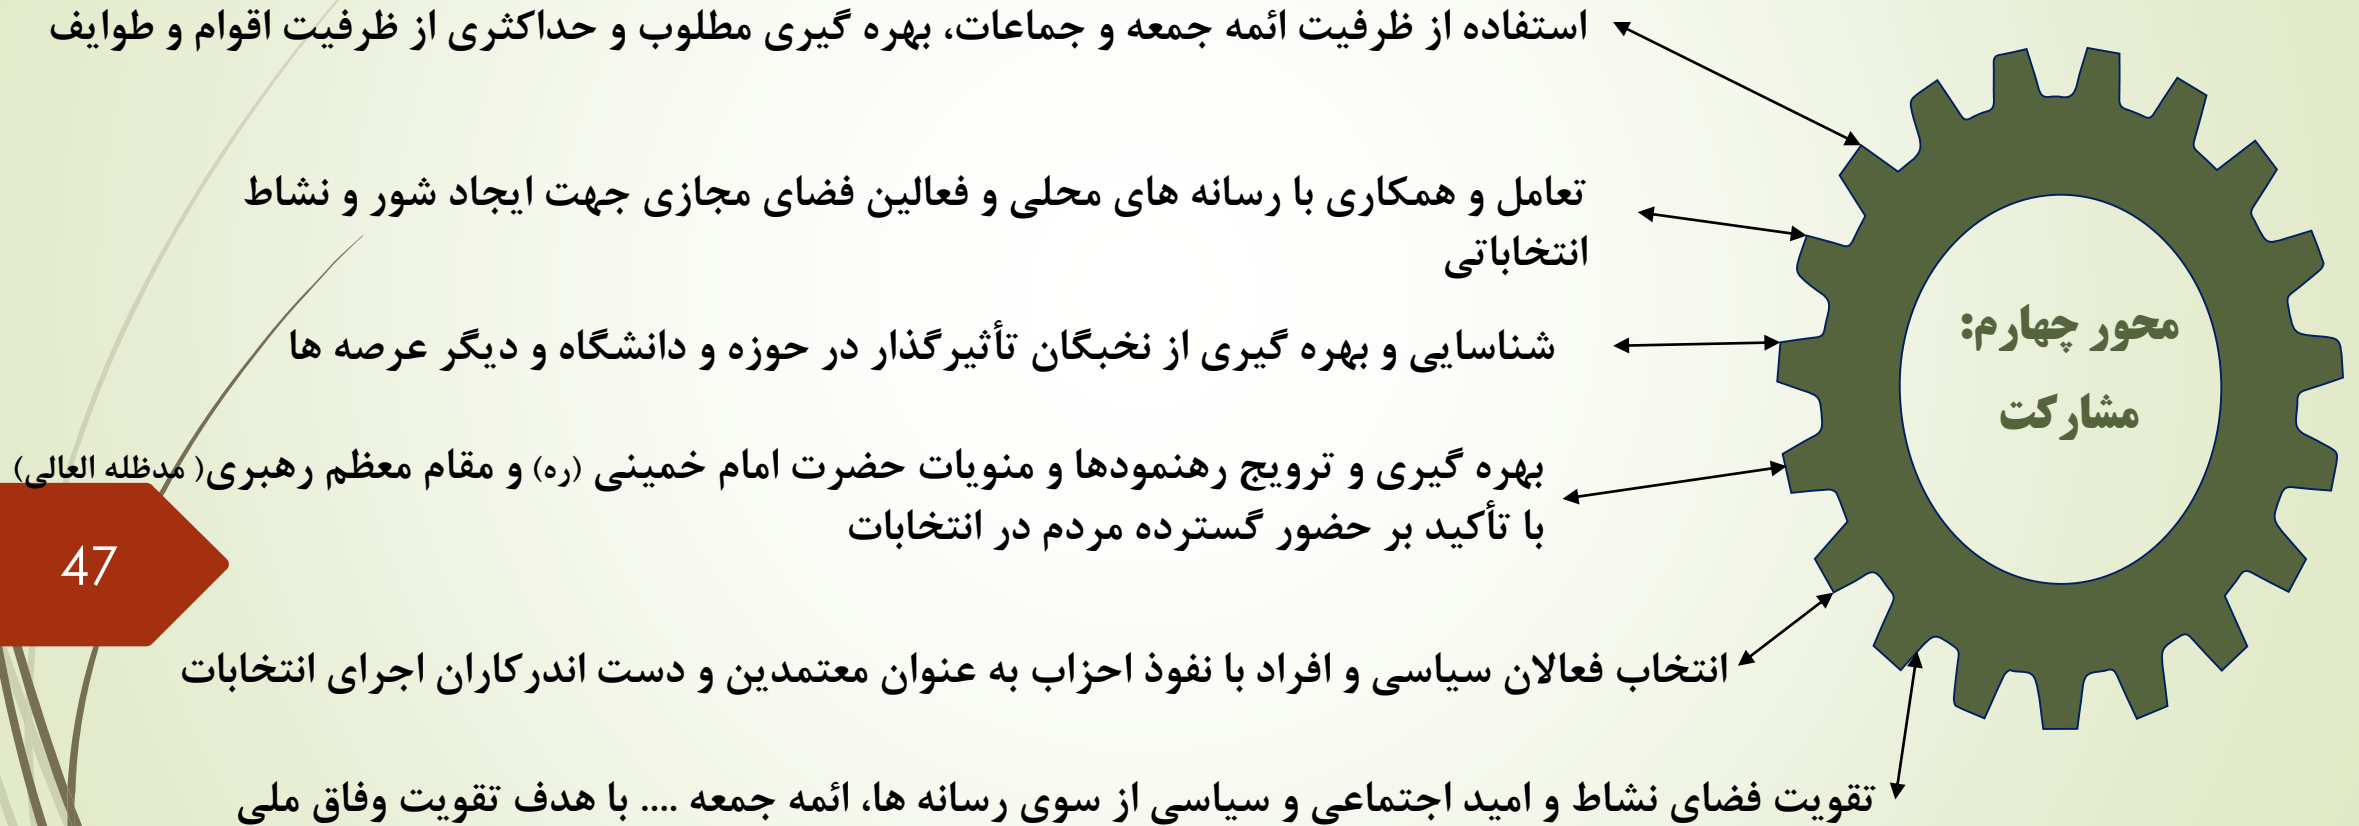 استفاده از ظرفیت ائمه جمعه و جماعات، بهره گیری مطلوب و حداکثری از ظرفیت اقوام و طوایف
تعامل و همکاری با رسانه های محلی و فعالین فضای مجازی جهت ایجاد شور و نشاط
انتخاباتی
شناسایی و بهره گیری از نخبگان تأثیرگذار در حوزه و دانشگاه و دیگر عرصه ها
بهره گیری و ترویج رهنمودها و منویات حضرت امام خمینی (ره) و مقام معظم رهبری( مدظله العالی)
با تأکید بر حضور گسترده مردم در انتخابات
انتخاب فعالان سیاسی و افراد با نفوذ احزاب به عنوان معتمدین و دست اندرکاران اجرای انتخابات
تقویت فضای نشاط و امید اجتماعی و سیاسی از سوی رسانه ها، ائمه جمعه .... با هدف تقویت وفاق ملی
محور چهارم:
مشارکت
47